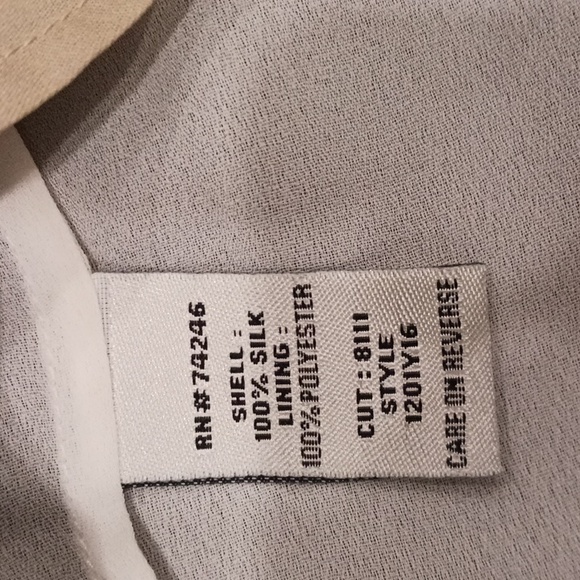 RN# 74246
SHELL :
100% SILK
LINING :
100% POLYESTER
CUT : 8111
STYLE
1201Y16
CARE ON REVERSE